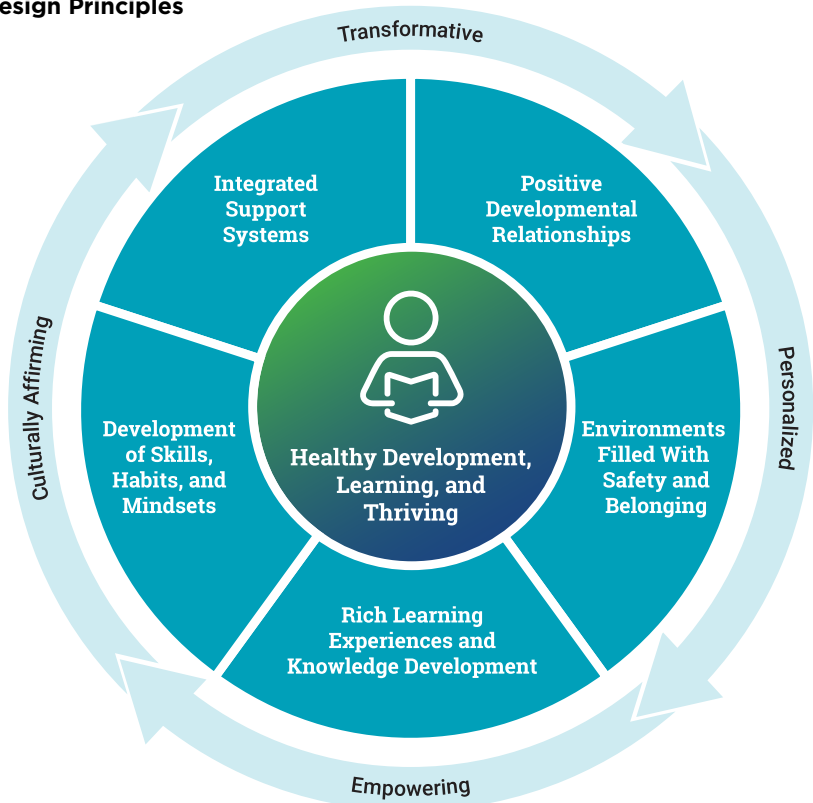 esign Principles
Transformative
Integrated
Support
Systems
Positive
Developmental
Relationships
Personalized
Environments
Filled With
Safety and
Belonging
Rich Learning
Experiences and
Knowledge Development
Empowering
Development
of Skills,
Habits, and
Mindsets
Culturally Affirming
Healthy Development,
Learning, and
Thriving